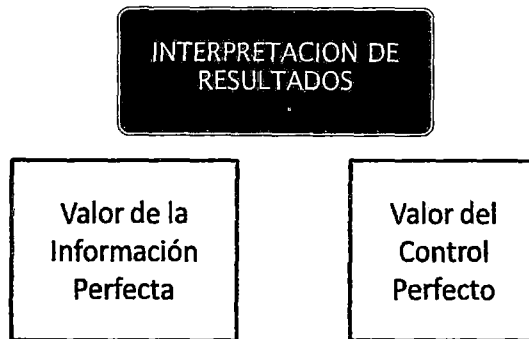 INTERPRETACION DE
RESULTADOS
Valor de la
Información
Perfecta
Valor del
Control
Perfecto